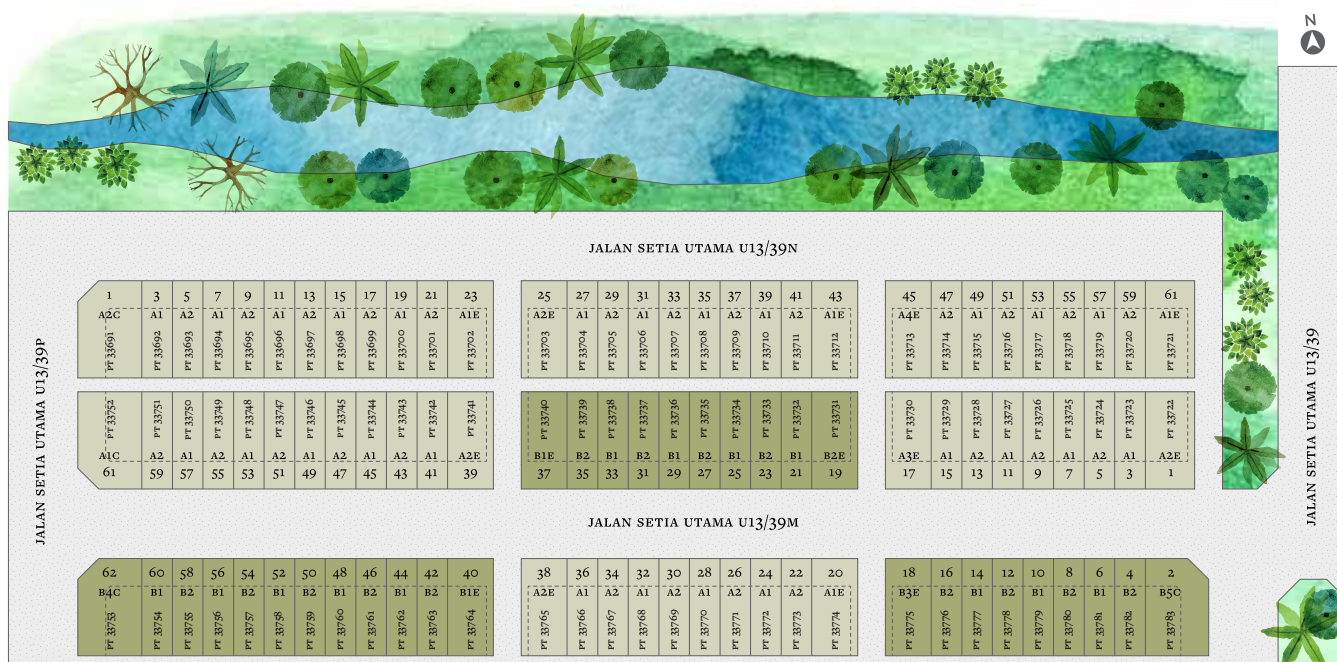 N
JALAN SETIA UTAMA U13/39N
1 3 5 7 9 11 13 15 17 19 21 23
A2C A1 A2 A1 A2 A1 A2 A1 A2 A1 A2 A1E
PT 33691 PT 33692 PT 33693 PT 33694 PT 33695 PT 33696 PT 33697 PT 33698 PT 33699 PT 33700 PT 33701 PT 33702
25 27 29 31 33 35 37 39 41 43
A2E A1 A2 A1 A2 A1 A2 A1 A2 A1E
PT 33703 PT 33704 PT 33705 PT 33706 PT 33707 PT 33708 PT 33709 PT 33710 PT 33711 PT 33712
45 47 49 51 53 55 57 59 61
A4E A2 A1 A2 A1 A2 A1 A2 A1E
PT 33713 PT 33714 PT 33715 PT 33716 PT 33717 PT 33718 PT 33719 PT 33720 PT 33721
PT 33752 PT 33751 PT 33750 PT 33749 PT 33748 PT 33747 PT 33746 PT 33745 PT 33744 PT 33743 PT 33742 PT 33741
A1C A2 A1 A2 A1 A2 A1 A2 A1 A2 A1 A2E
61 59 57 55 53 51 49 47 45 43 41 39
PT 33740 PT 33739 PT 33738 PT 33737 PT 33736 PT 33735 PT 33734 PT 33733 PT 33732 PT 33731
B1E B2 B1 B2 B1 B2 B1 B2 B1 B2E
37 35 33 31 29 27 25 23 21 19
PT 33730 PT 33729 PT 33728 PT 33727 PT 33726 PT 33725 PT 33724 PT 33723 PT 33722
A3E A1 A2 A1 A2 A1 A2 A1 A2E
17 15 13 11 9 7 5 3 1
JALAN SETIA UTAMA U13/39P
JALAN SETIA UTAMA U13/39
JALAN SETIA UTAMA U13/39M
62 60 58 56 54 52 50 48 46 44 42 40
B4C B1 B2 B1 B2 B1 B2 B1 B2 B1 B2 B1E
PT 33753 PT 33754 PT 33755 PT 33756 PT 33757 PT 33758 PT 33759 PT 33760 PT 33761 PT 33762 PT 33763 PT 33764
38 36 34 32 30 28 26 24 22 20
A2E A1 A2 A1 A2 A1 A2 A1 A2 A1E
PT 33765 PT 33766 PT 33767 PT 33768 PT 33769 PT 33770 PT 33771 PT 33772 PT 33773 PT 33774
18 16 14 12 10 8 6 4 2
B3E B2 B1 B2 B1 B2 B1 B2 B5C
PT 33775 PT 33776 PT 33777 PT 33778 PT 33779 PT 33780 PT 33781 PT 33782 PT 33783